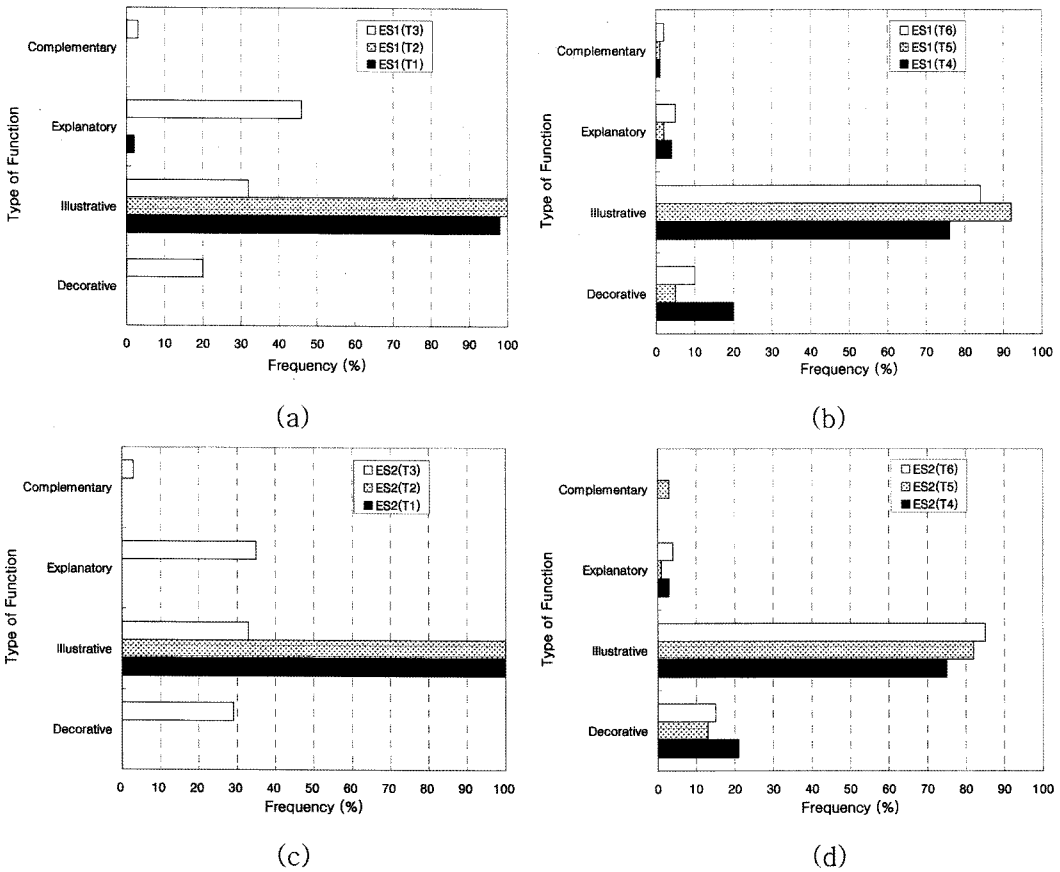 Type of Function
Complementary
Explanatory
Illustrative
Decorative
ES1(T3)
ES1(T2)
ES1(T1)
0 10 20 30 40 50 60 70 80 90 100
Frequency (%)
(a)
Type of Function
Complementary
Explanatory
Illustrative
Decorative
ES1(T6)
ES1(T5)
ES1(T4)
0 10 20 30 40 50 60 70 80 90 100
Frequency (%)
(b)
Type of Function
Complementary
Explanatory
Illustrative
Decorative
ES2(T3)
ES2(T2)
ES2(T1)
0 10 20 30 40 50 60 70 80 90 100
Frequency (%)
(c)
Type of Function
Complementary
Explanatory
Illustrative
Decorative
ES2(T6)
ES2(T5)
ES2(T4)
0 10 20 30 40 50 60 70 80 90 100
Frequency (%)
(d)